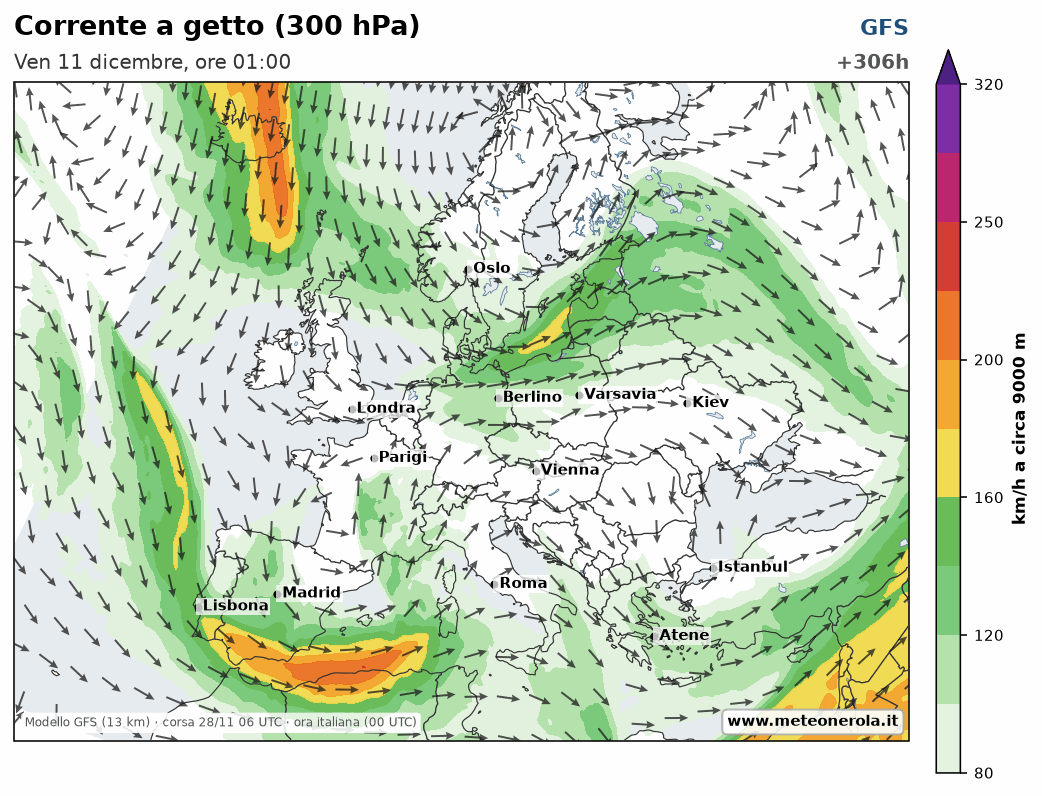 Corrente a getto (300 hPa)
GFS
Ven 11 dicembre, ore 01:00
+306h
320
250
200
160
120
80
km/h a circa 9000 m
Oslo
Londra
Berlino
Varsavia
Kiev
Parigi
Vienna
Istanbul
Roma
Madrid
Lisbona
Atene
Modello GFS (13 km) · corsa 28/11 06 UTC · ora italiana (00 UTC)
www.meteonerola.it